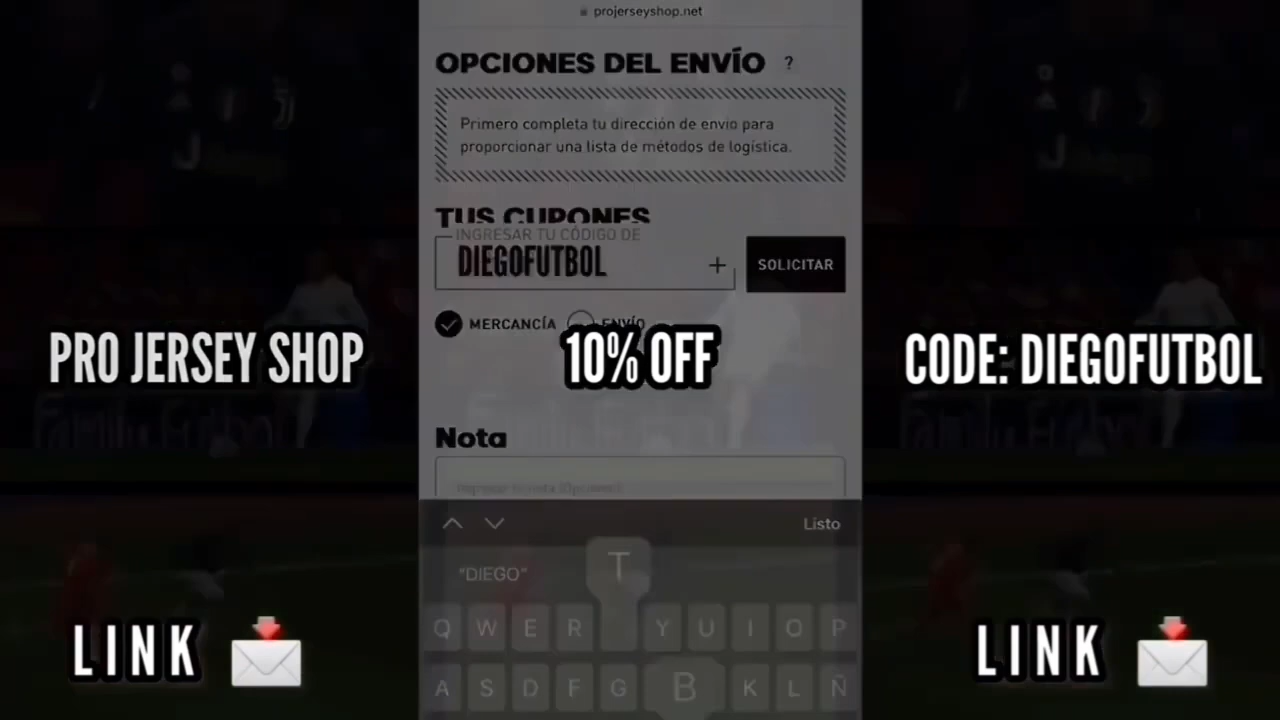 projerseyshop.net
OPCIONES DEL ENVÍO ?
Primero completa tu dirección de envio para
proporcionar una lista de métodos de logística.
TUS CUPONES
INGRESAR TU CÓDIGO DE
DIEGOFUTBOL +
SOLICITAR
MERCANCÍA ENVÍO
PRO JERSEY SHOP
10% OFF
CODE: DIEGOFUTBOL
Nota
Listo
"DIEGO"
T
Q W E R Y U I O P
A S D F G B K L Ñ
LINK
LINK